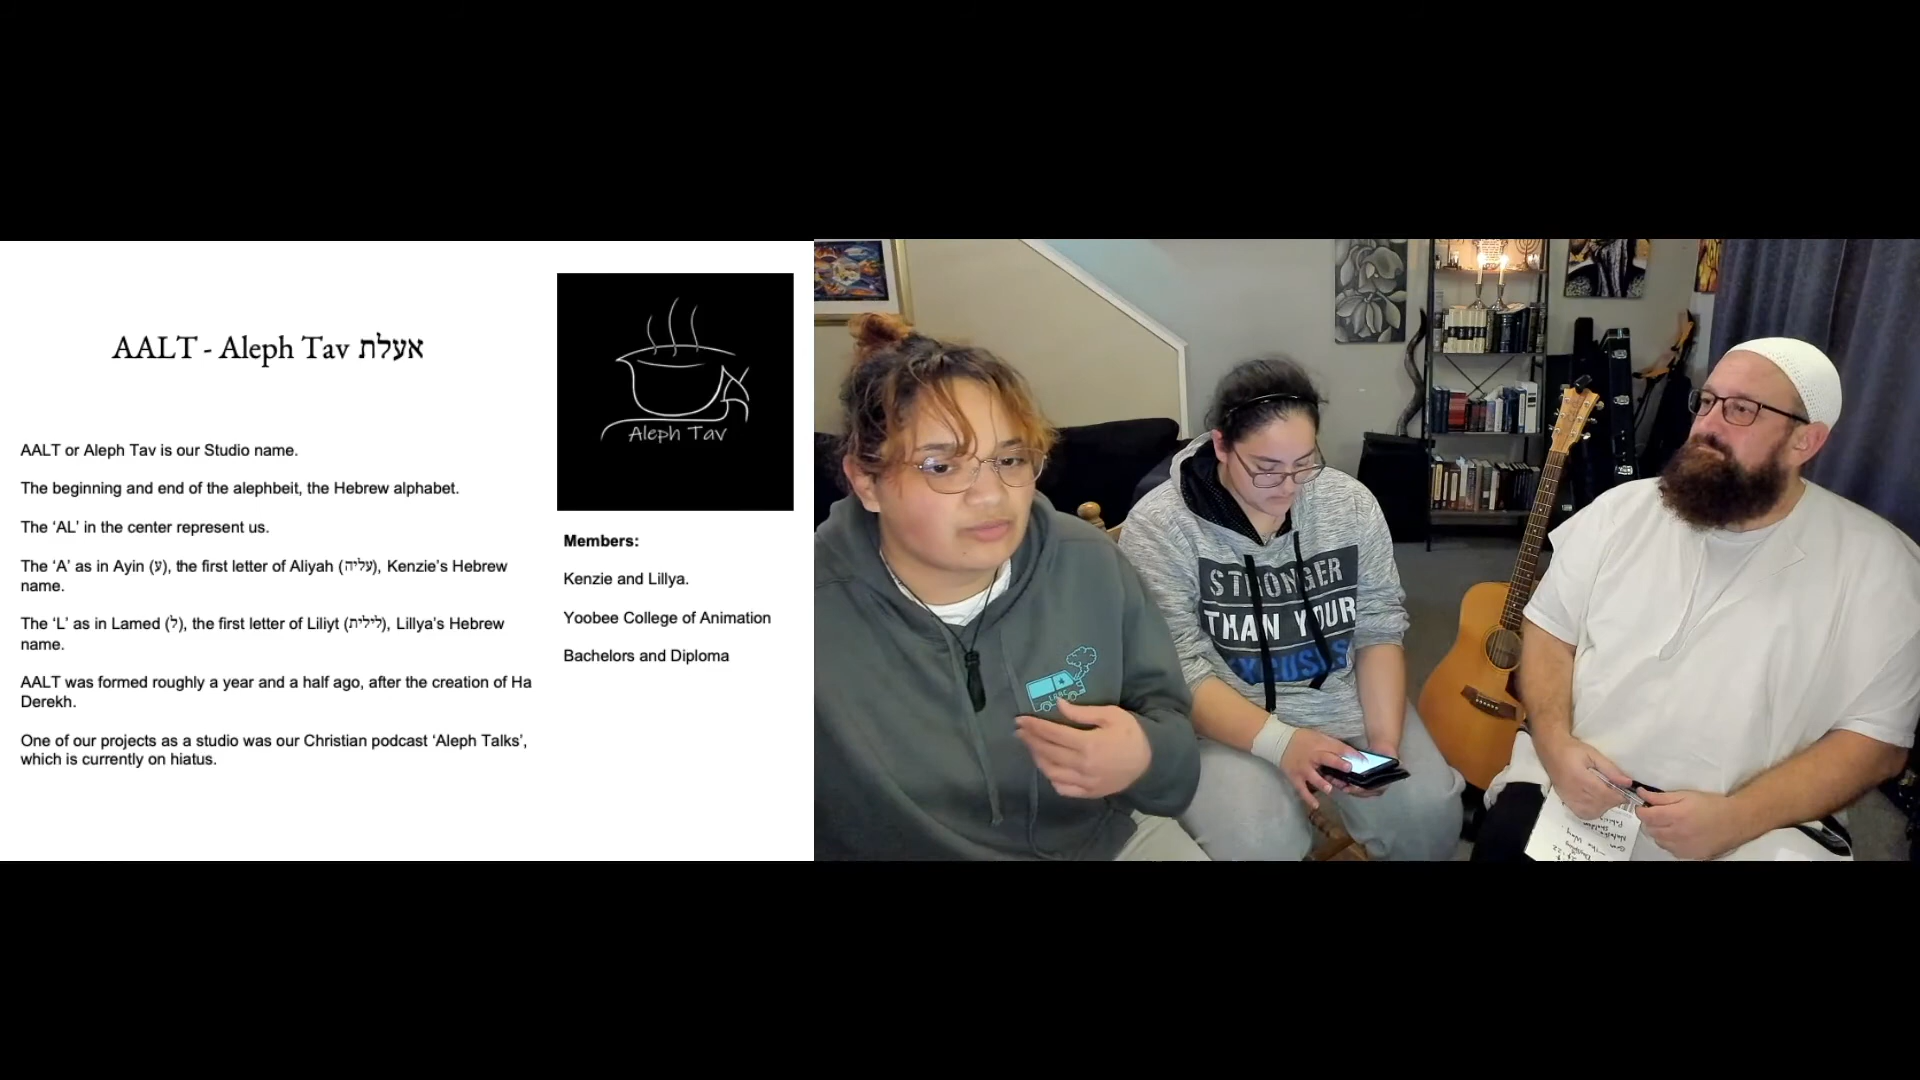 AALT - Aleph Tav אעלת
AALT or Aleph Tav is our Studio name.
The beginning and end of the alephbeit, the Hebrew alphabet.
The ‘AL’ in the center represent us.
The ‘A’ as in Ayin (ע), the first letter of Aliyah (עליה), Kenzie’s Hebrew
name.
The ‘L’ as in Lamed (ל), the first letter of Liliyt (לילית), Lillya’s Hebrew
name.
AALT was formed roughly a year and a half ago, after the creation of Ha
Derekh.
One of our projects as a studio was our Christian podcast ‘Aleph Talks’,
which is currently on hiatus.
Aleph Tav
Members:
Kenzie and Lillya.
Yoobee College of Animation
Bachelors and Diploma
STRONGER
THAN YOUR
EXCUSES